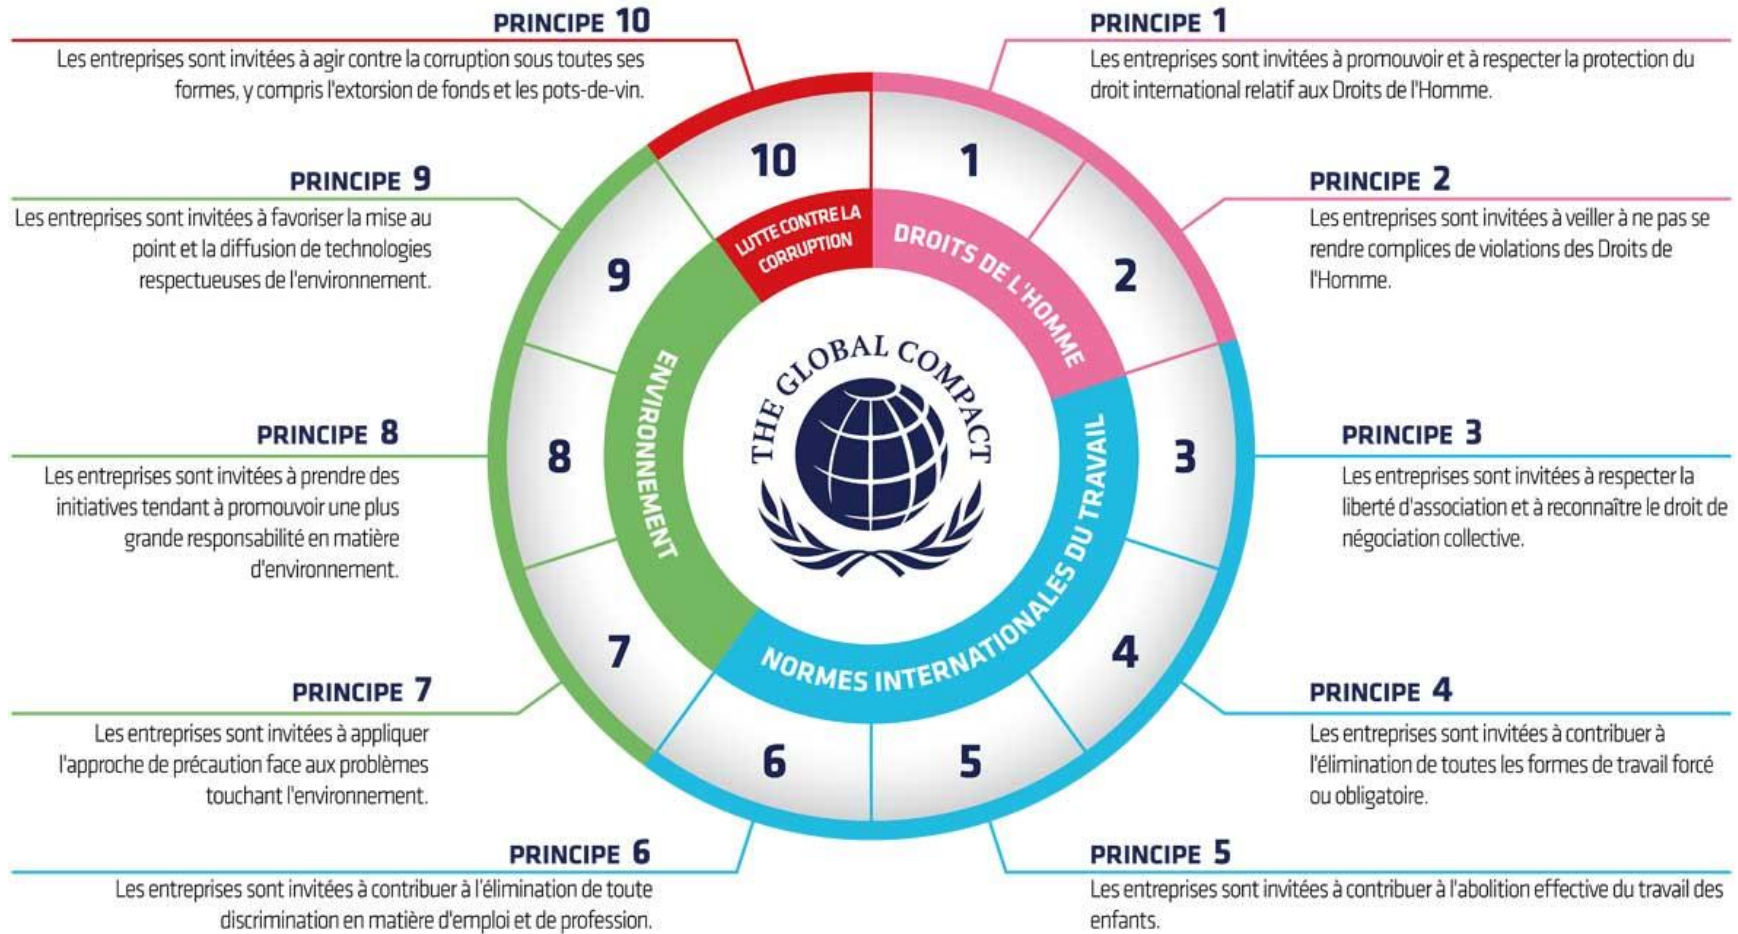 PRINCIPE 10
Les entreprises sont invitées à agir contre la corruption sous toutes ses
formes, y compris l'extorsion de fonds et les pots-de-vin.
PRINCIPE 1
Les entreprises sont invitées à promouvoir et à respecter la protection du
droit international relatif aux Droits de l'Homme.
PRINCIPE 9
Les entreprises sont invitées à favoriser la mise au
point et la diffusion de technologies
respectueuses de l'environnement.
PRINCIPE 2
Les entreprises sont invitées à veiller à ne pas se
rendre complices de violations des Droits de
l'Homme.
PRINCIPE 8
Les entreprises sont invitées à prendre des
initiatives tendant à promouvoir une plus
grande responsabilité en matière
d'environnement.
PRINCIPE 3
Les entreprises sont invitées à respecter la
liberté d'association et à reconnaître le droit de
négociation collective.
PRINCIPE 7
Les entreprises sont invitées à appliquer
l'approche de précaution face aux problèmes
touchant l'environnement.
PRINCIPE 4
Les entreprises sont invitées à contribuer à
l'élimination de toutes les formes de travail forcé
ou obligatoire.
PRINCIPE 6
Les entreprises sont invitées à contribuer à l'élimination de toute
discrimination en matière d'emploi et de profession.
PRINCIPE 5
Les entreprises sont invitées à contribuer à l'abolition effective du travail des
enfants.
10
1
9
2
8
3
7
4
6
5
LUTTE CONTRE LA
CORRUPTION
DROITS DE L'HOMME
ENVIRONNEMENT
NORMES INTERNATIONALES DU TRAVAIL
THE GLOBAL COMPACT